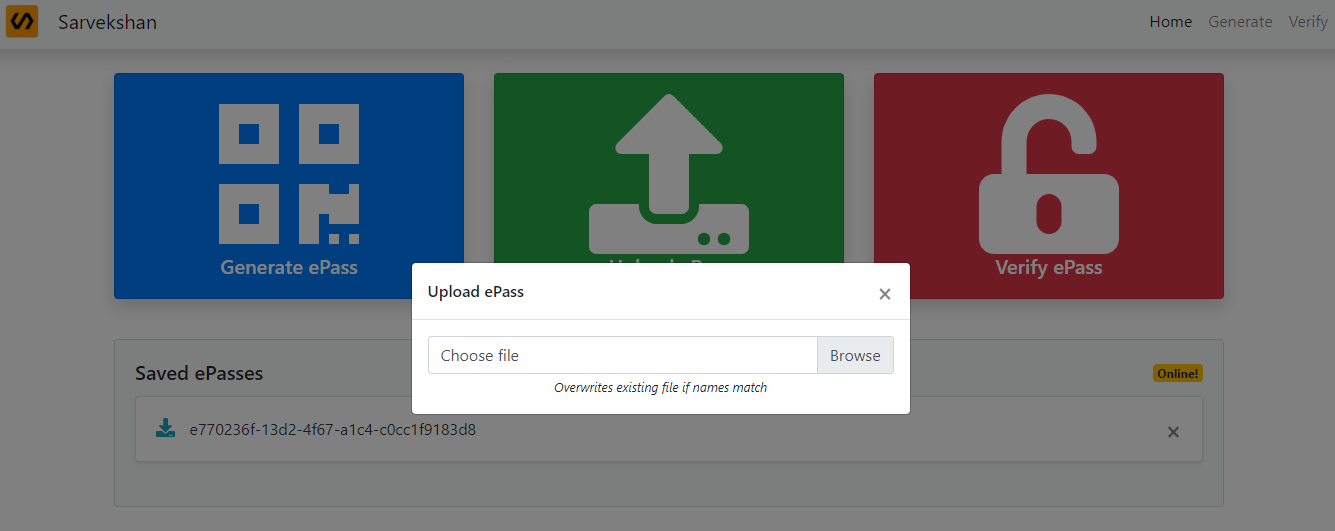 Sarvekshan
Home Generate Verify
Generate ePass
Verify ePass
Upload ePass
×
Choose file
Browse
Overwrites existing file if names match
Saved ePasses
Online!
e770236f-13d2-4f67-a1c4-c0cc1f9183d8
×